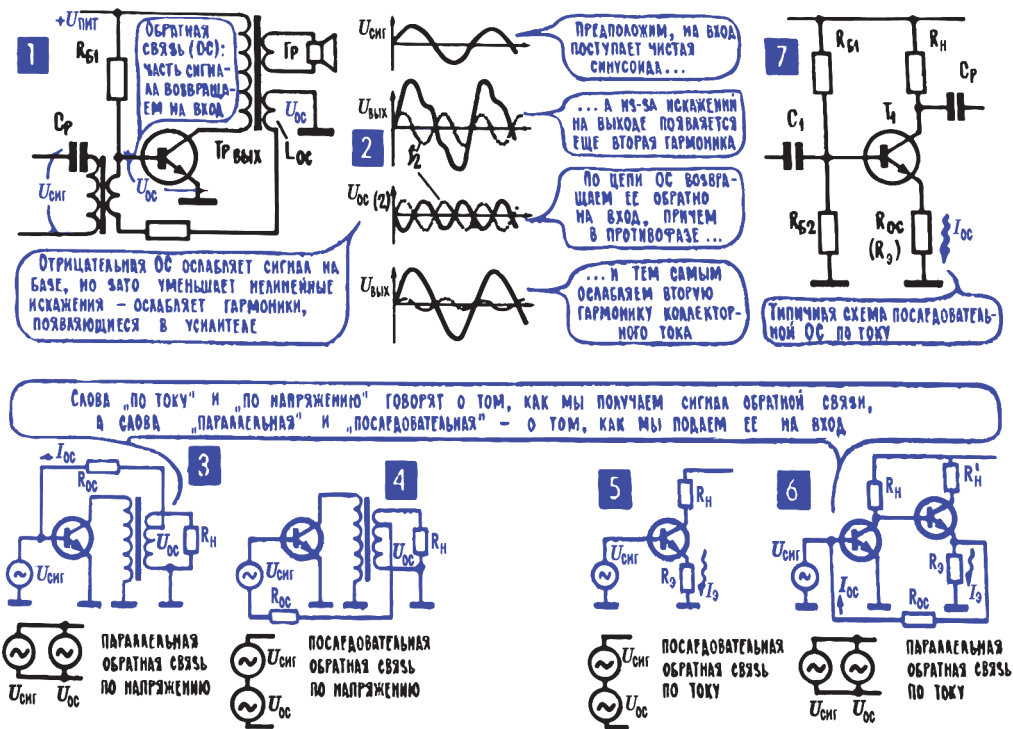 1
+Uпит
RБ1
Обратная
связь (ОС):
часть сигна-
ла возвраща-
ем на вход
Гр
Uос
ОС
Трвых
Ср
Uсиг
Uос
Отрицательная ОС ослабляет сигнал на
базе, но зато уменьшает нелинейные
искажения – ослабляет гармоники,
появляющиеся в усилителе
2
Uсиг
Предположим, на вход
поступает чистая
синусоида...
Uвых
... а из-за искажений
на выходе появляется
еще вторая гармоника
f2
Uос (2)
По цепи ОС возвра-
щаем ее обратно
на вход, причем
в противофазе ...
Uвых
...и тем самым
ослабляем вторую
гармонику коллектор-
ного тока
7
RБ1
Rн
Ср
С1
Т1
RБ2
Rос
(Rэ)
Iос
Типичная схема последователь-
ной ОС по току
Слова „по току" и „по напряжению" говорят о том, как мы получаем сигнал обратной связи,
а слова „параллельная" и „последовательная" – о том, как мы подаем ее на вход
3
Iос
Rос
Uос
Rн
Uсиг
Uсиг
Uос
параллельная
обратная связь
по напряжению
4
Uос
Rн
Uсиг
Rос
Uсиг
Uос
последовательная
обратная связь
по напряжению
5
Rн
Uсиг
Rэ
Iэ
Uсиг
Uос
последовательная
обратная связь
по току
6
Rн
R'н
Uсиг
Iос
Rос
Rэ
Iэ
Uсиг
Uос
параллельная
обратная связь
по току